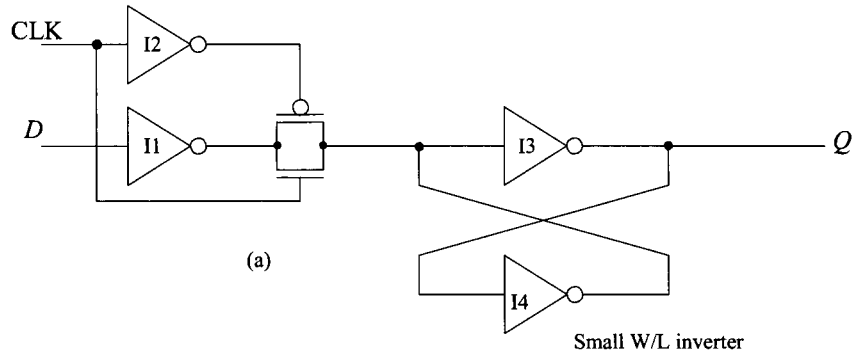 CLK
I2
D
I1
I3
Q
(a)
I4
Small W/L inverter